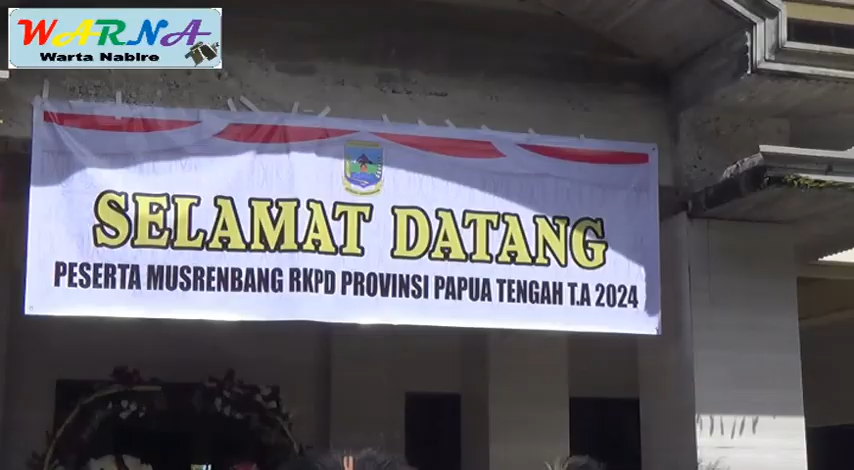 WARNA
Warta Nabire
SELAMAT DATANG
PESERTA MUSRENBANG RKPD PROVINSI PAPUA TENGAH T.A 2024